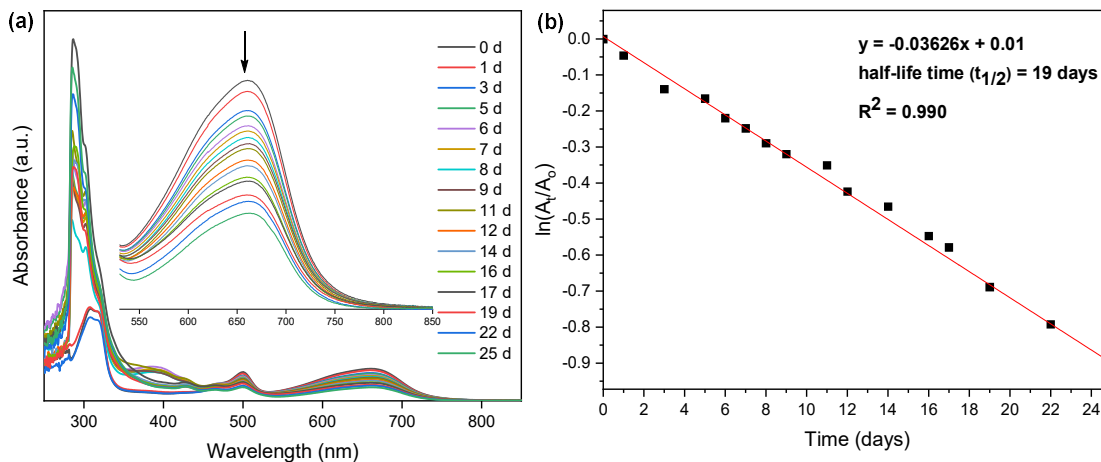 (a)
Absorbance (a.u.)
0 d
1 d
3 d
5 d
6 d
7 d
8 d
9 d
11 d
12 d
14 d
16 d
17 d
19 d
22 d
25 d
550 600 650 700 750 800 850
300 400 500 600 700 800
Wavelength (nm)
(b)
ln(At/Ao)
y = -0.03626x + 0.01
half-life time (t1/2) = 19 days
R2 = 0.990
0.0
-0.1
-0.2
-0.3
-0.4
-0.5
-0.6
-0.7
-0.8
-0.9
0 2 4 6 8 10 12 14 16 18 20 22 24
Time (days)